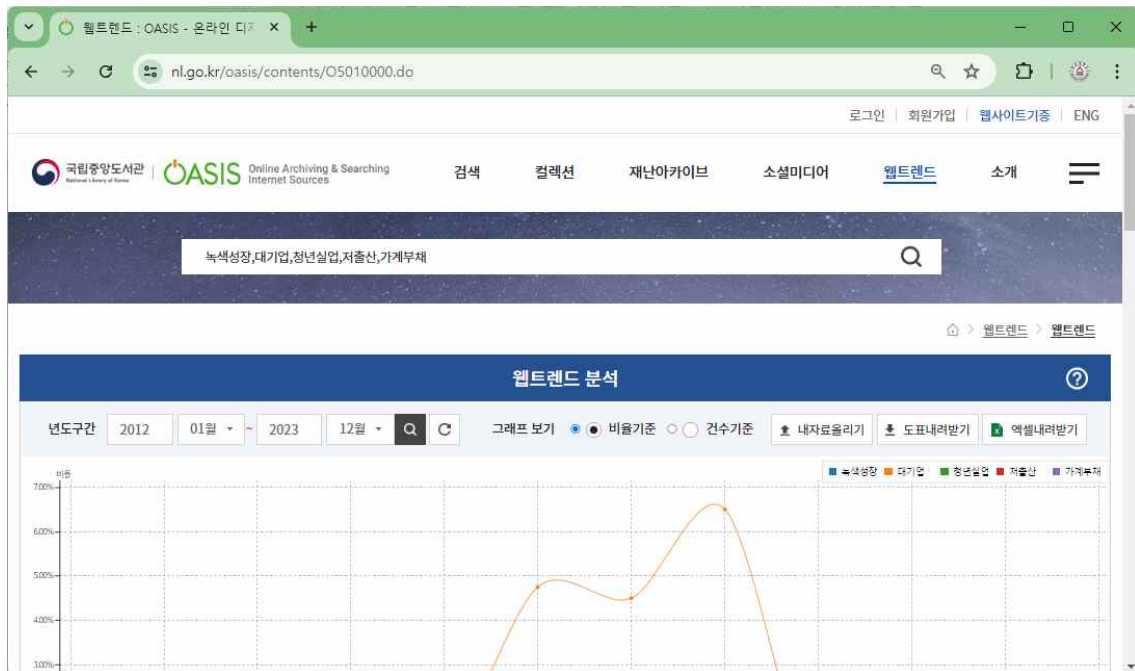 웹트렌드 : OASIS - 온라인 디지
nl.go.kr/oasis/contents/O5010000.do
로그인 | 회원가입 | 웹사이트기증 | ENG
국립중앙도서관 OASIS Online Archiving & Searching
National Library of Korea Internet Sources
검색 컬렉션 재난아카이브 소셜미디어 웹트렌드 소개
녹색성장,대기업,청년실업,저출산,가계부채
웹트렌드 > 웹트렌드
웹트렌드 분석
년도구간 2012 01월 ~ 2023 12월 그래프 보기 비율기준 건수기준 내자료올리기 도표내려받기 엑셀내려받기
비율
녹색성장 대기업 청년실업 저출산 가계부채
7.00%
6.00%
5.00%
4.00%
3.00%